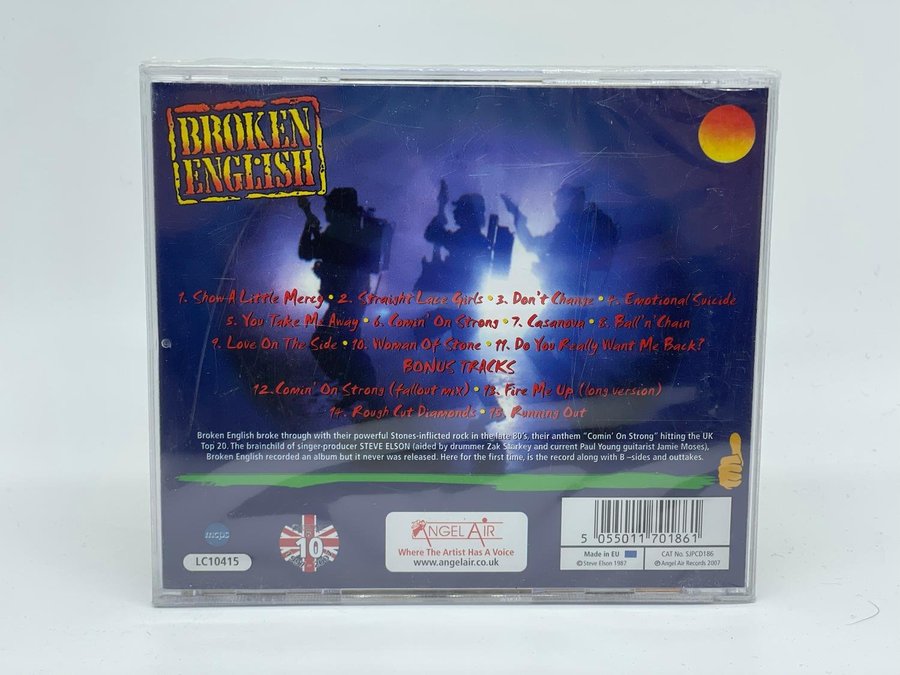 BROKEN
ENGLISH
1. Show A Little Mercy • 2. Straight Lace Girls • 3. Don't Change • 4. Emotional Suicide
5. You Take Me Away • 6. Comin' On Strong • 7. Casanova • 8. Ball'n'Chain
9. Love On The Side • 10. Woman Of Stone • 11. Do You Really Want Me Back?
BONUS TRACKS
12. Comin' On Strong (fallout mix) • 13. Fire Me Up (long version)
14. Rough Cut Diamonds • 15. Running Out
Broken English broke through with their powerful Stones-inflicted rock in the late 80's, their anthem "Comin' On Strong" hitting the UK
Top 20. The brainchild of singer-producer STEVE ELSON (aided by drummer Zak Starkey and current Paul Young guitarist Jamie Moses),
Broken English recorded an album but it never was released. Here for the first time, is the record along with B –sides and outtakes.
mcps
LC10415
10
ANGEL AIR
Where The Artist Has A Voice
www.angelair.co.uk
5 055011 701861
Made in EU
© Steve Elson 1987
CAT No. SJPCD186
℗ Angel Air Records 2007